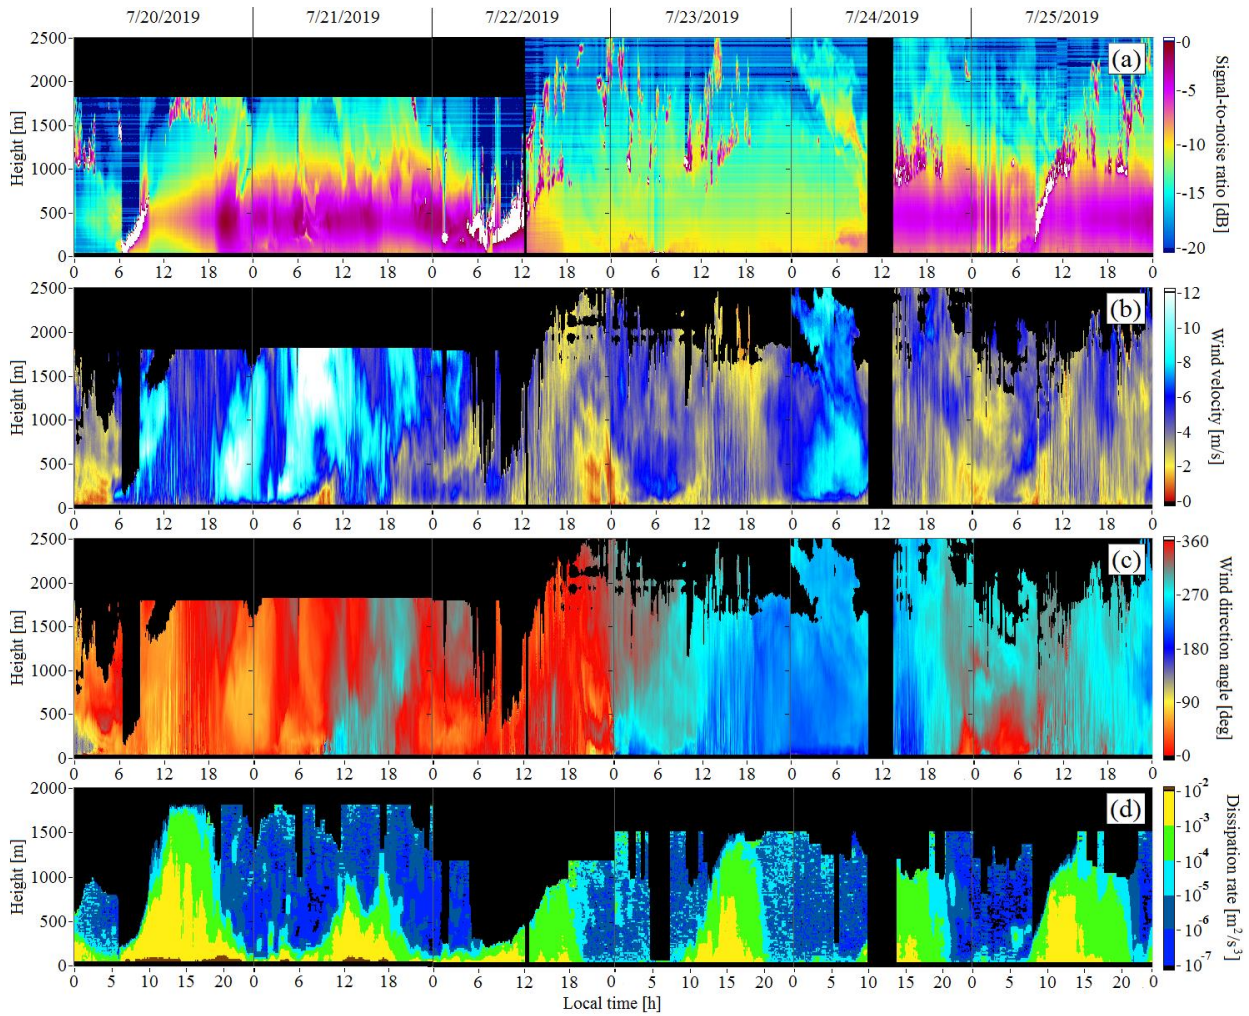 7/20/2019 7/21/2019 7/22/2019 7/23/2019 7/24/2019 7/25/2019
(a)
Height [m]
2500
2000
1500
1000
500
0
0 6 12 18 0 6 12 18 0 6 12 18 0 6 12 18 0 6 12 18 0 6 12 18 0
0
-5
-10
-15
-20
Signal-to-noise ratio [dB]
(b)
Height [m]
2500
2000
1500
1000
500
0
0 6 12 18 0 6 12 18 0 6 12 18 0 6 12 18 0 6 12 18 0 6 12 18 0
12
10
8
6
4
2
0
Wind velocity [m/s]
(c)
Height [m]
2500
2000
1500
1000
500
0
0 6 12 18 0 6 12 18 0 6 12 18 0 6 12 18 0 6 12 18 0 6 12 18 0
360
270
180
90
0
Wind direction angle [deg]
(d)
Height [m]
2000
1500
1000
500
0
0 5 10 15 20 0 5 10 15 20 0 5 10 15 20 0 5 10 15 20 0 5 10 15 20 0 5 10 15 20 0
10-2
10-3
10-4
10-5
10-6
10-7
Dissipation rate [m2/s3]
Local time [h]